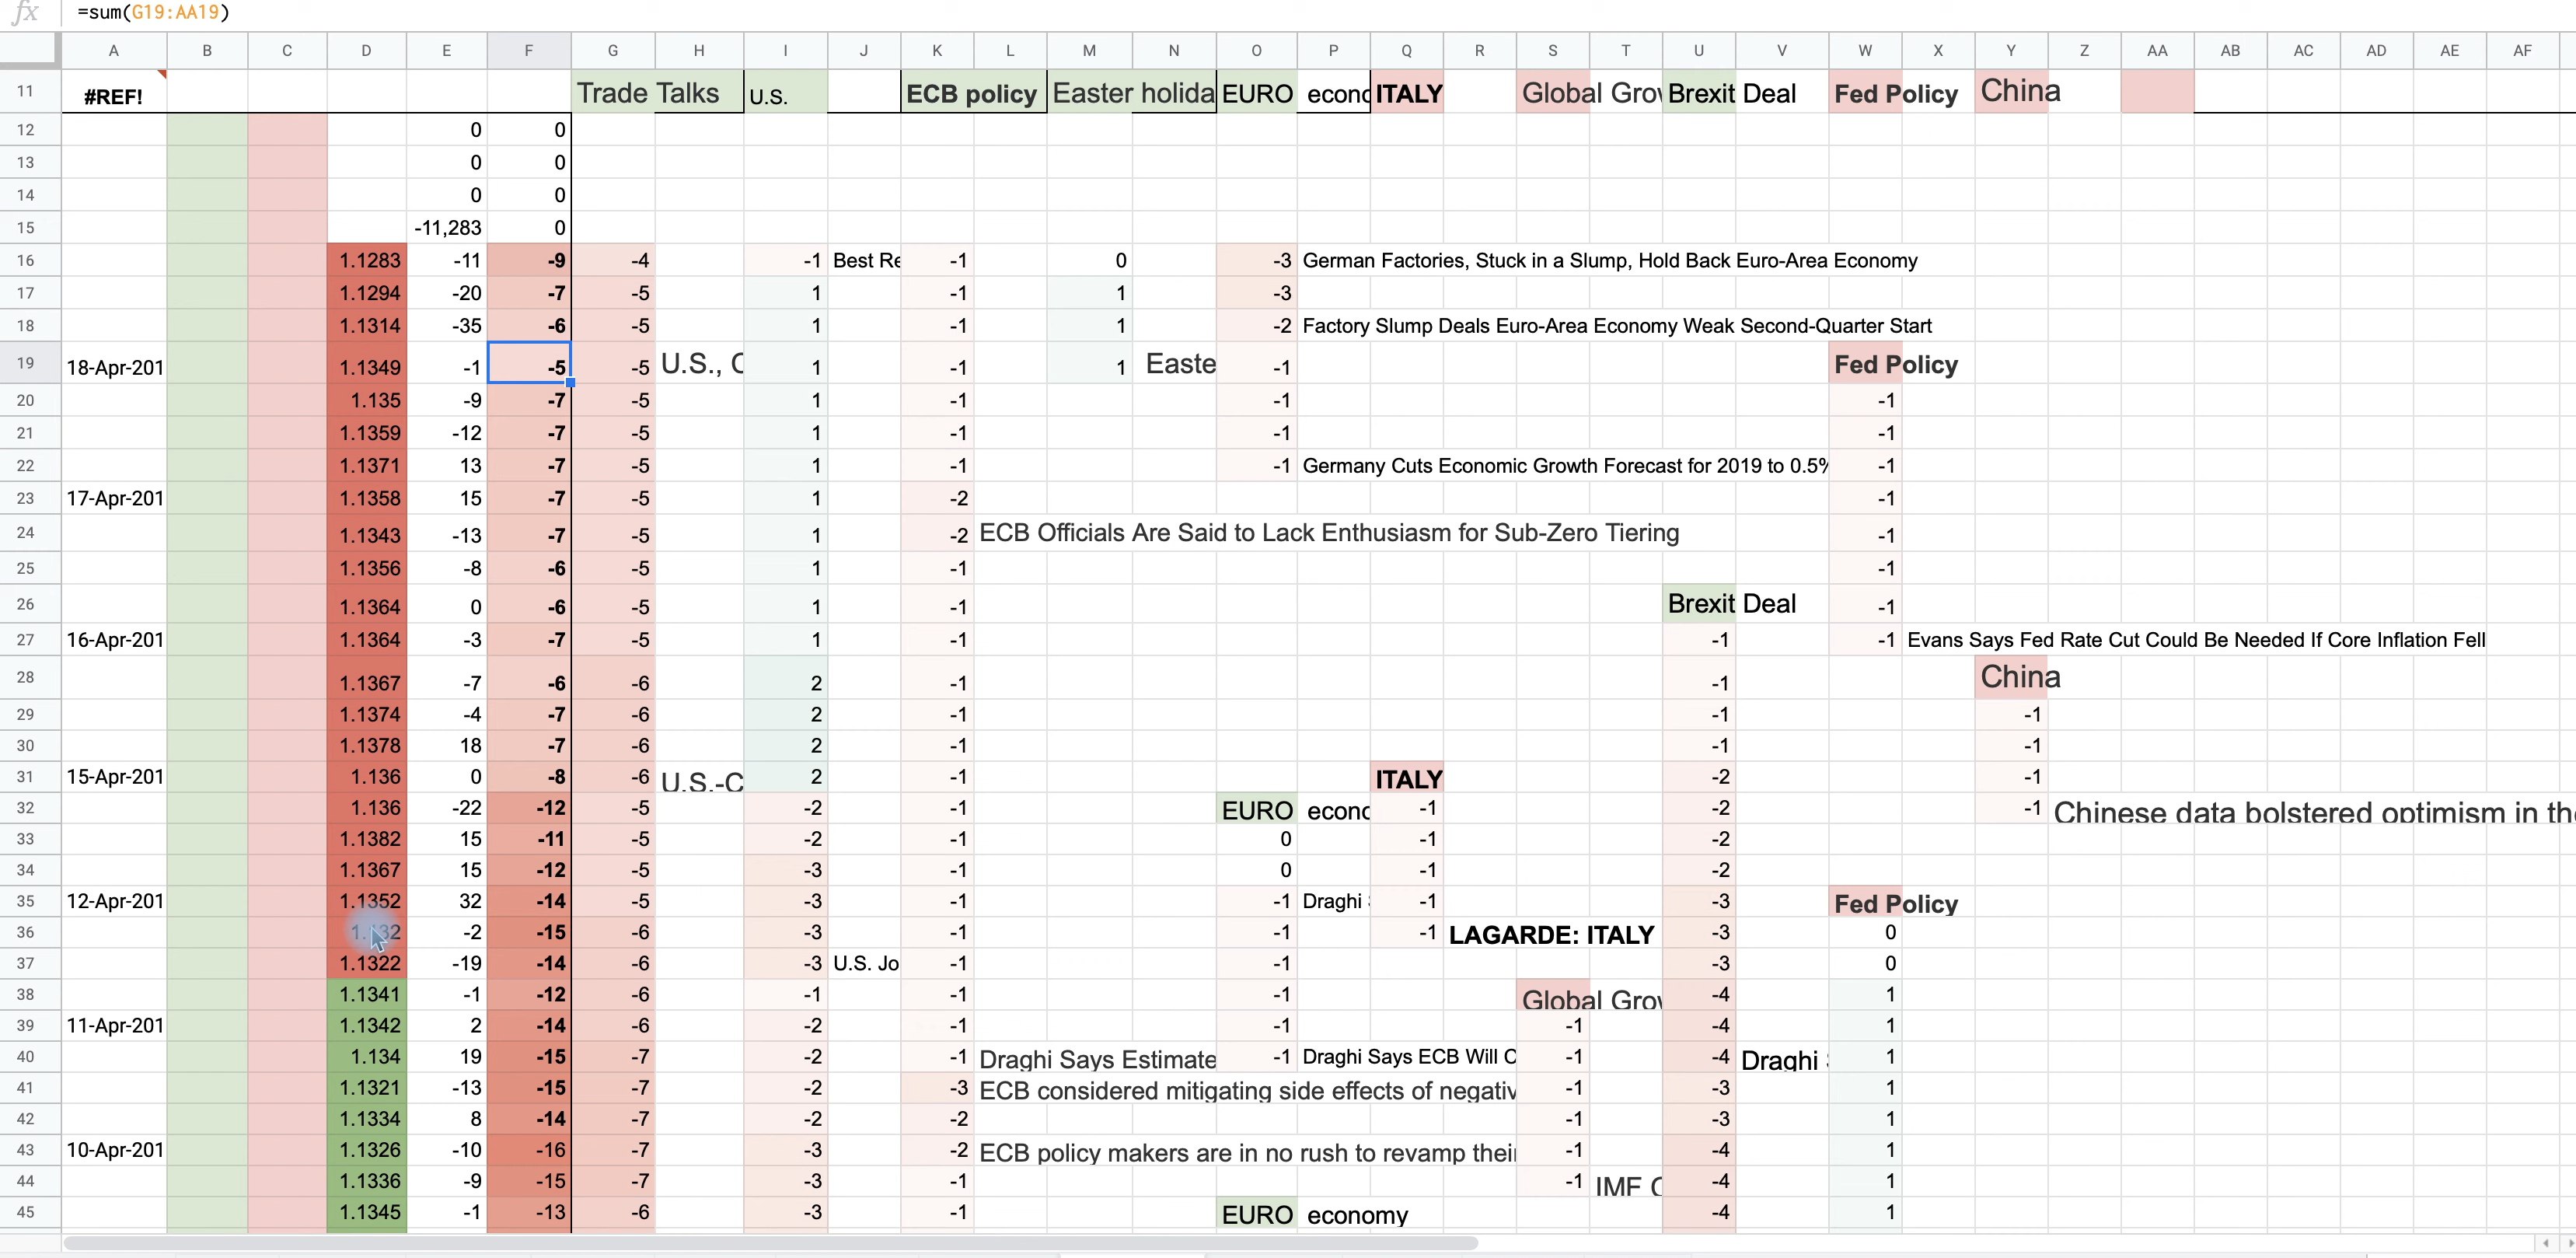 fx =sum(G19:AA19)
A B C D E F G H I J K L M N O P Q R S T U V W X Y Z AA AB AC AD AE AF
11 #REF! Trade Talks U.S. ECB policy Easter holida EURO econo ITALY Global Gro Brexit Deal Fed Policy China
12 0 0
13 0 0
14 0 0
15 -11,283 0
16 1.1283 -11 -9 -4 -1 Best Re -1 0 -3 German Factories, Stuck in a Slump, Hold Back Euro-Area Economy
17 1.1294 -20 -7 -5 1 -1 1 -3
18 1.1314 -35 -6 -5 1 -1 1 -2 Factory Slump Deals Euro-Area Economy Weak Second-Quarter Start
19 18-Apr-201 1.1349 -1 -5 -5 U.S., C 1 -1 1 Easte -1 Fed Policy
20 1.135 -9 -7 -5 1 -1 -1 -1
21 1.1359 -12 -7 -5 1 -1 -1 -1
22 1.1371 13 -7 -5 1 -1 -1 Germany Cuts Economic Growth Forecast for 2019 to 0.5% -1
23 17-Apr-201 1.1358 15 -7 -5 1 -2 -1
24 1.1343 -13 -7 -5 1 -2 ECB Officials Are Said to Lack Enthusiasm for Sub-Zero Tiering -1
25 1.1356 -8 -6 -5 1 -1 -1
26 1.1364 0 -6 -5 1 -1 Brexit Deal -1
27 16-Apr-201 1.1364 -3 -7 -5 1 -1 -1 -1 Evans Says Fed Rate Cut Could Be Needed If Core Inflation Fell
28 1.1367 -7 -6 -6 2 -1 -1 China
29 1.1374 -4 -7 -6 2 -1 -1 -1
30 1.1378 18 -7 -6 2 -1 -1 -1
31 15-Apr-201 1.136 0 -8 -6 U.S.-C 2 -1 ITALY -2 -1
32 1.136 -22 -12 -5 -2 -1 EURO econo -1 -2 -1 Chinese data bolstered optimism in the
33 1.1382 15 -11 -5 -2 -1 0 -1 -2
34 1.1367 15 -12 -5 -3 -1 0 -1 -2
35 12-Apr-201 1.1352 32 -14 -5 -3 -1 -1 Draghi -1 -3 Fed Policy
36 -2 -15 -6 -3 -1 -1 -1 LAGARDE: ITALY -3 0
37 1.1322 -19 -14 -6 -3 U.S. Jo -1 -1 -3 0
38 1.1341 -1 -12 -6 -1 -1 -1 Global Gro -4 1
39 11-Apr-201 1.1342 2 -14 -6 -2 -1 -1 -1 -4 1
40 1.134 19 -15 -7 -2 -1 Draghi Says Estimate -1 Draghi Says ECB Will C -1 -4 Draghi 1
41 1.1321 -13 -15 -7 -2 -3 ECB considered mitigating side effects of negativ -1 -3 1
42 1.1334 8 -14 -7 -2 -2 -1 -3 1
43 10-Apr-201 1.1326 -10 -16 -7 -3 -2 ECB policy makers are in no rush to revamp their -1 -4 1
44 1.1336 -9 -15 -7 -3 -1 -1 IMF C -4 1
45 1.1345 -1 -13 -6 -3 -1 EURO economy -4 1